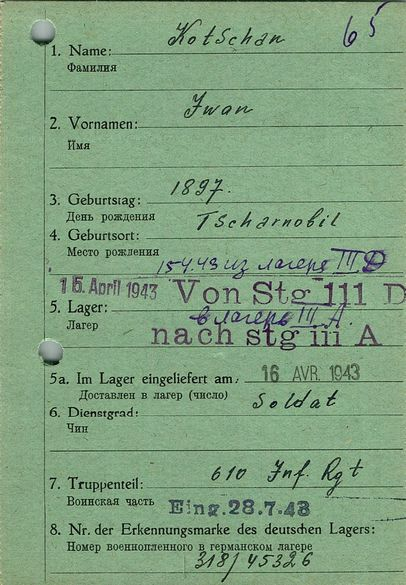 Kotschan 65
1. Name:
Фамилия
Iwan
2. Vornamen:
Имя
3. Geburtstag: 1897.
День рождения
Tscharnobil
4. Geburtsort:
Место рождения
15.4.43 из лагеря III D
15. April 1943 Von Stg 111 D
5. Lager: в лагерь III A.
Лагерь
nach stg iii A
5a. Im Lager eingeliefert am: 16 AVR. 1943
Доставлен в лагерь (число)
Soldat
6. Dienstgrad:
Чин
610 Inf. Rgt
7. Truppenteil:
Воинская часть Eing. 28.7.43
8. Nr. der Erkennungsmarke des deutschen Lagers:
Номер военнопленного в германском лагере
318/45326